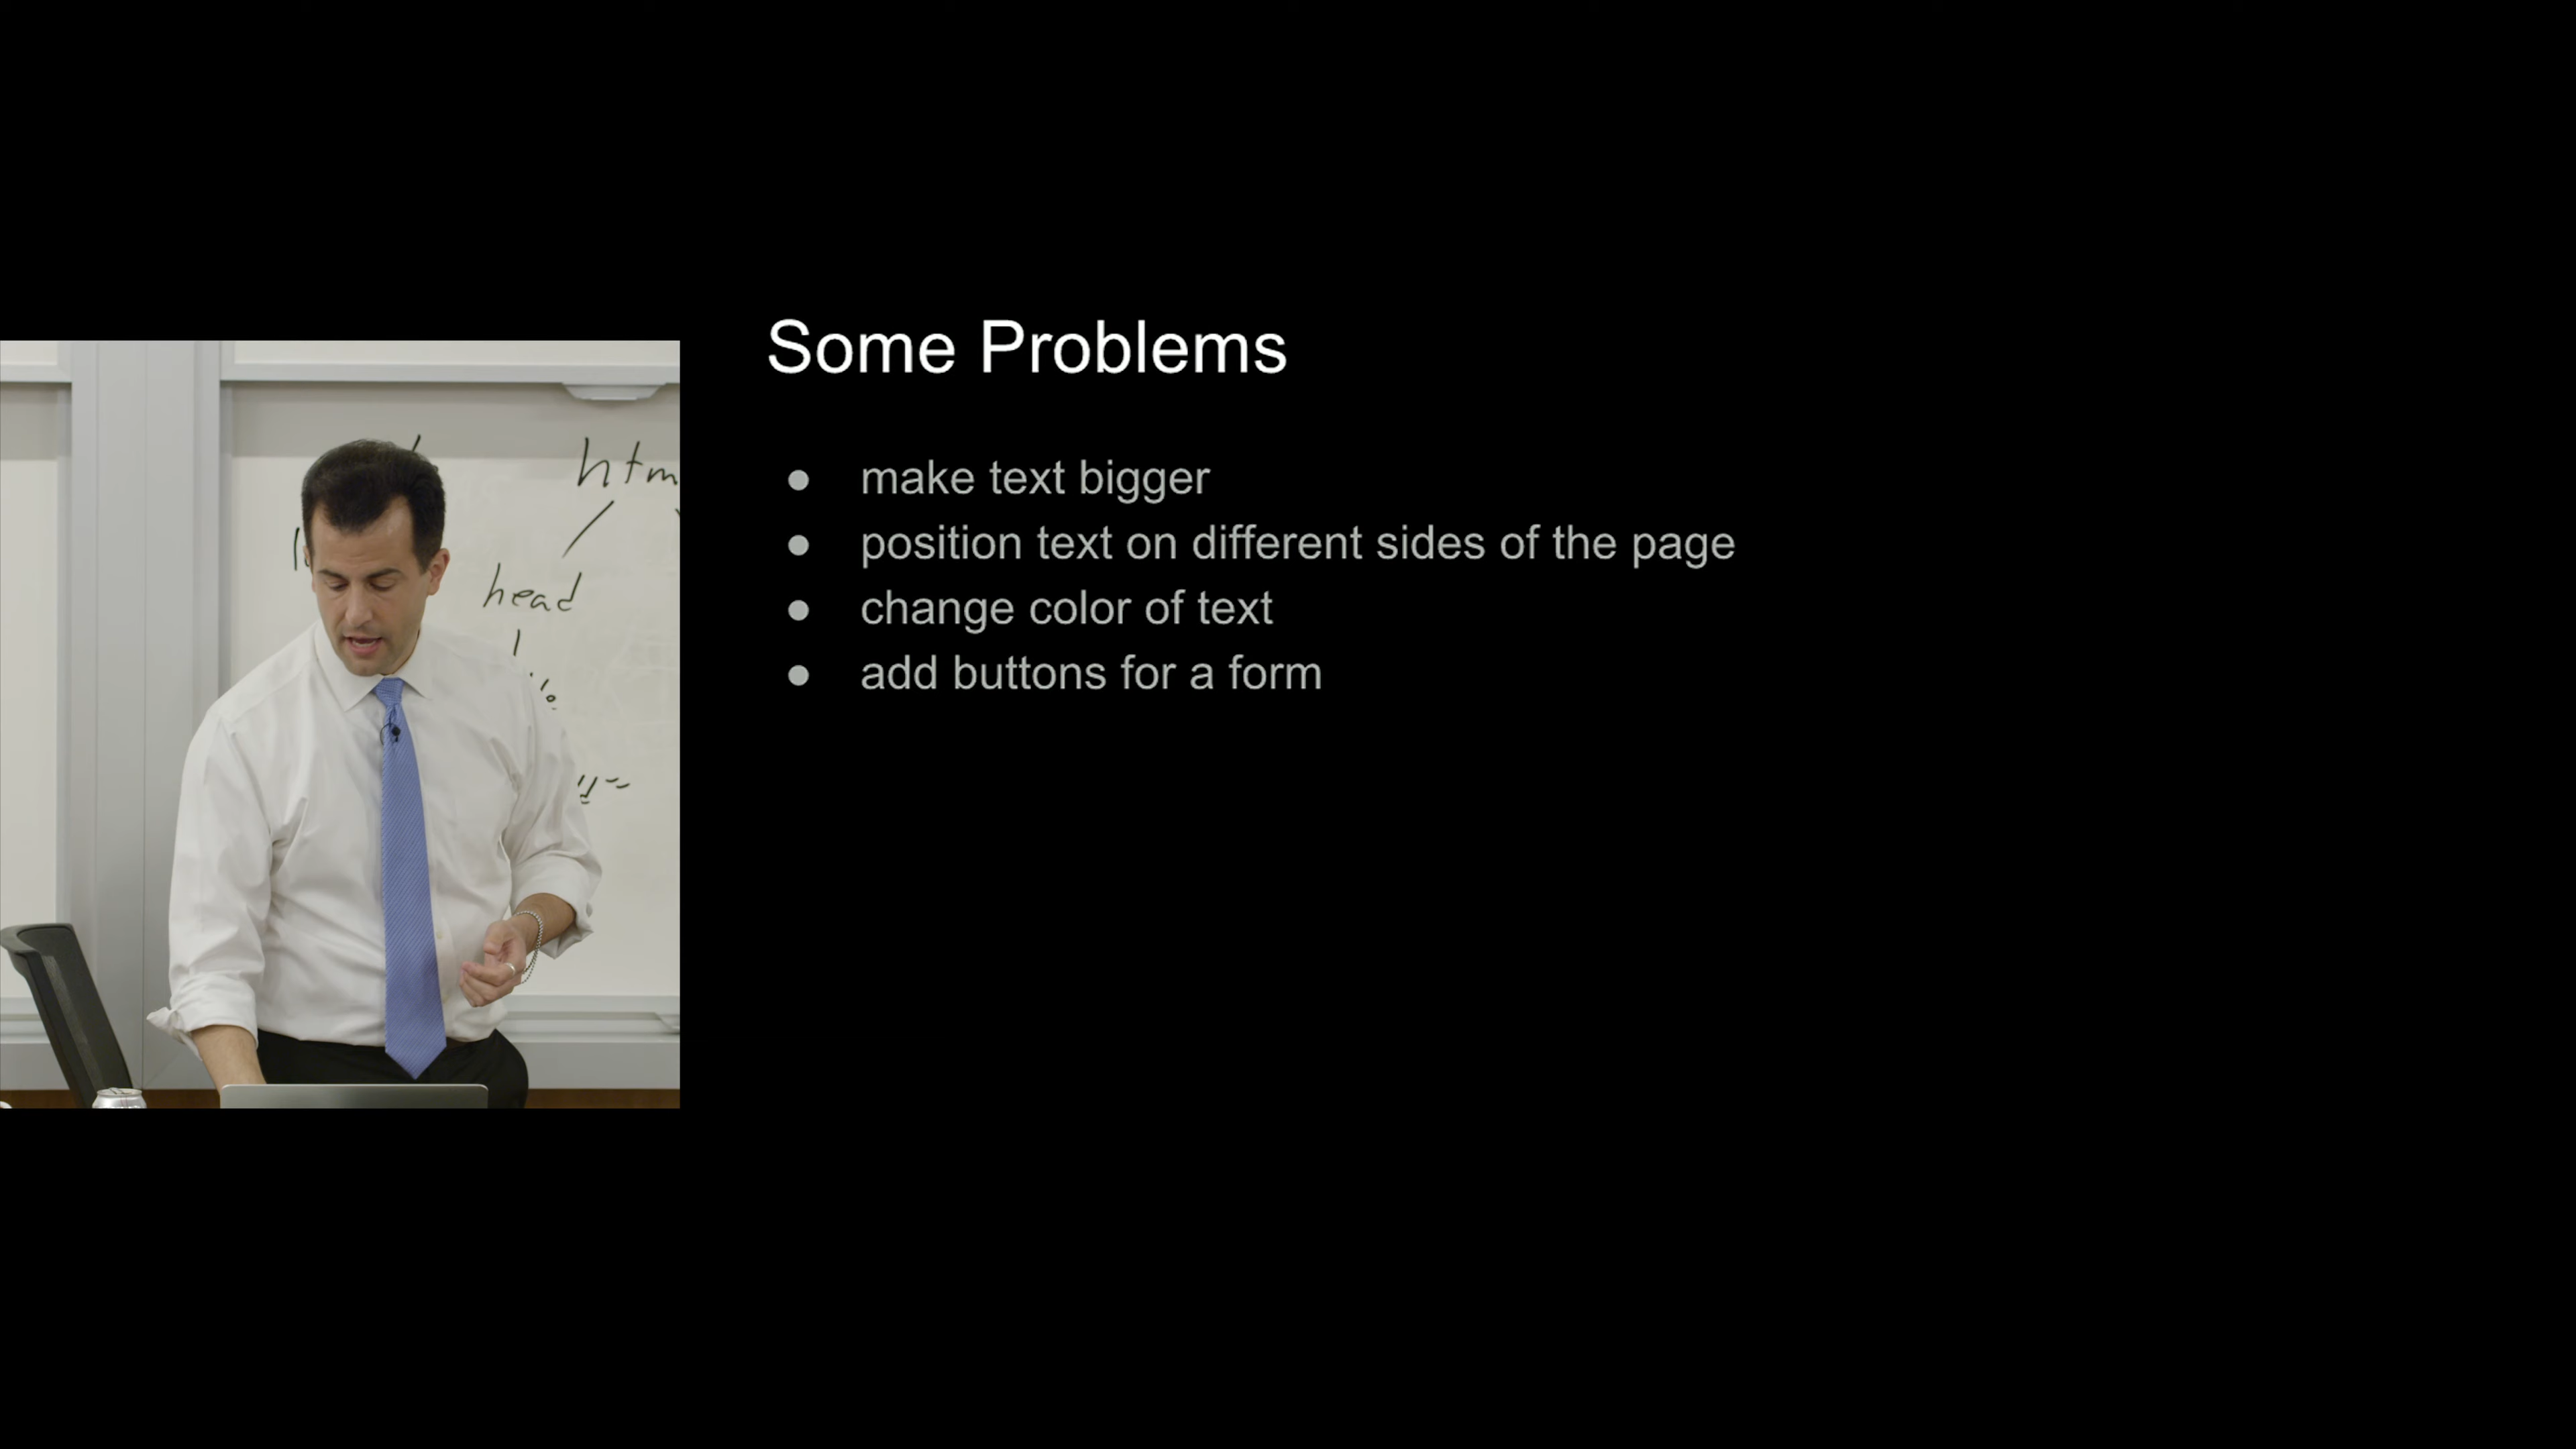 Some Problems
make text bigger
position text on different sides of the page
change color of text
add buttons for a form
head